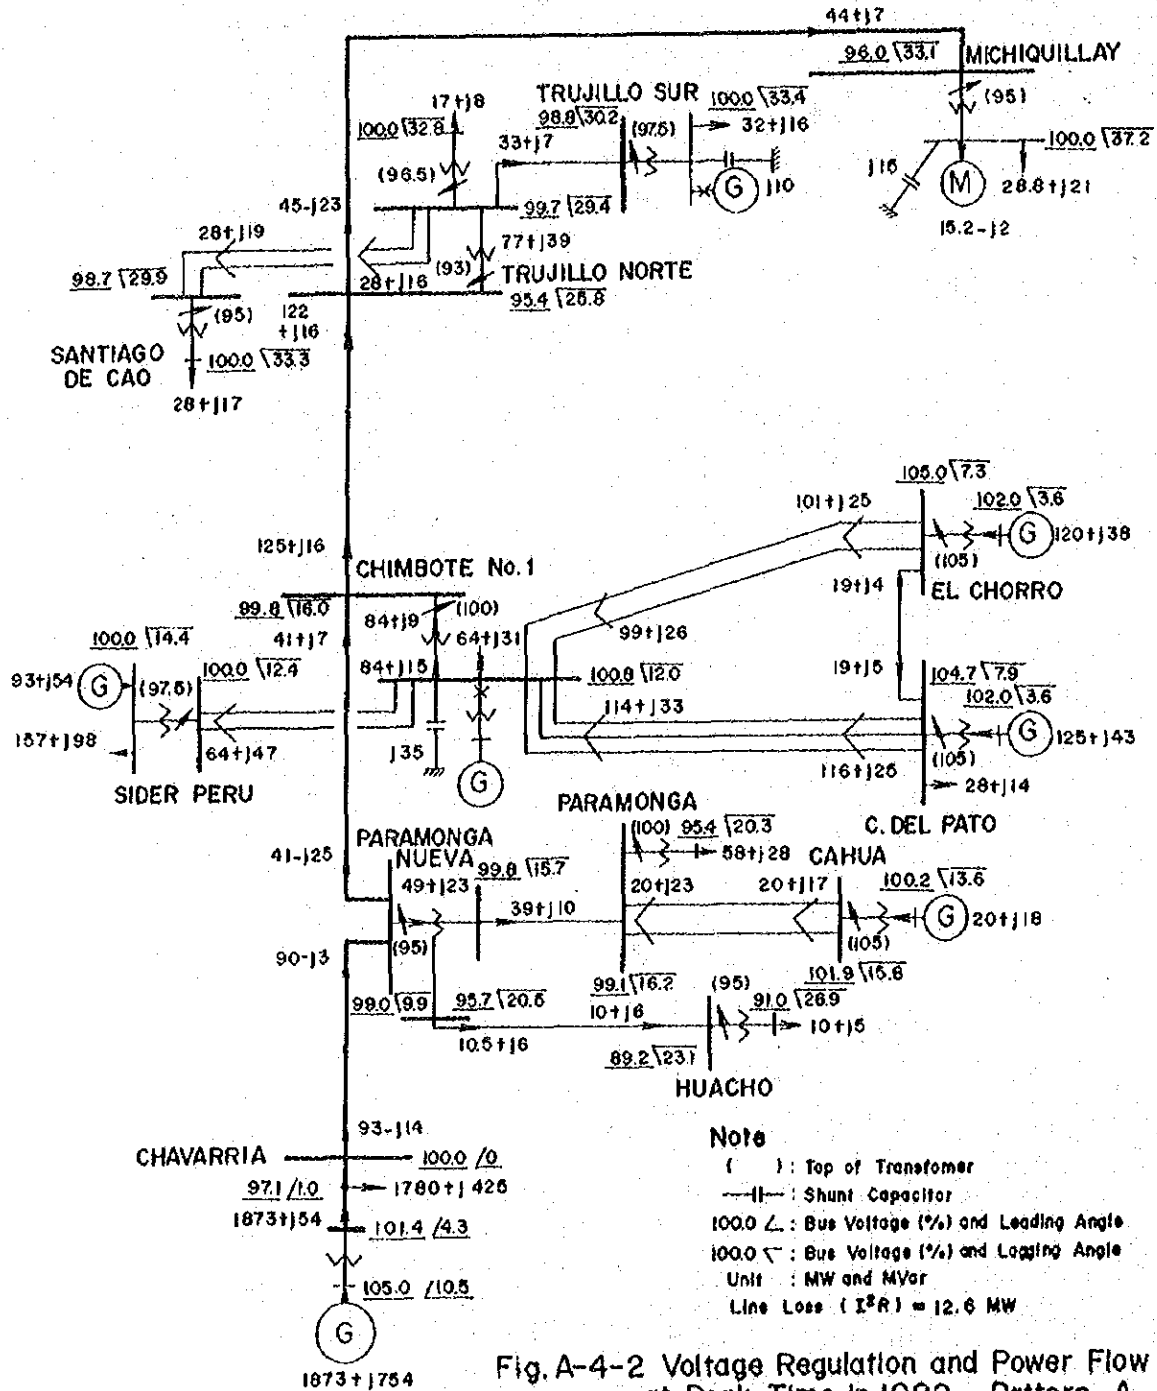 44+j7
96.0 33.1 MICHIQUILLAY
(95)
100.0 37.2
j15
M
28.8+j21
15.2-j2
17+j8
TRUJILLO SUR
100.0 33.4
98.8 30.2
(97.5)
32+j16
100.0 32.8
33+j7
(96.5)
G
j10
45-j23
99.7 29.4
28+j19
77+j39
(93)
TRUJILLO NORTE
98.7 29.9
28+j16
95.4 25.8
(95)
122
+j16
SANTIAGO
DE CAO
100.0 33.3
28+j17
125+j16
CHIMBOTE No.1
99.8 16.0
84+j9
(100)
64+j31
41+j7
84+j15
100.8 12.0
100.0 14.4
93+j54
G
(97.5)
100.0 12.4
157+j98
64+j47
SIDER PERU
j35
G
105.0 7.3
101+j25
102.0 3.6
G
120+j38
(105)
19+j4
EL CHORRO
99+j26
19+j5
104.7 7.9
102.0 3.6
114+j33
G
125+j43
116+j25
(105)
28+j14
C. DEL PATO
41-j25
PARAMONGA
NUEVA
49+j23
99.8 15.7
39+j10
PARAMONGA
(100)
95.4 20.3
58+j28
20+j23
CAHUA
20+j17
100.2 13.6
G
20+j18
(105)
101.9 15.8
90-j3
(95)
99.0 9.9
95.7 20.5
99.1 16.2
10+j6
(95)
91.0 26.9
10+j5
10.5+j6
89.2 23.1
HUACHO
93-j14
CHAVARRIA
100.0 /0
97.1 /1.0
1780+j425
1873+j54
101.4 /4.3
105.0 /10.5
G
1873+j754
Note
( ) : Tap of Transfomer
: Shunt Capacitor
100.0 ∠ : Bus Voltage (%) and Leading Angle
100.0 : Bus Voltage (%) and Lagging Angle
Unit : MW and MVar
Line Loss ( I²R ) = 12.6 MW
Fig. A-4-2 Voltage Regulation and Power Flow